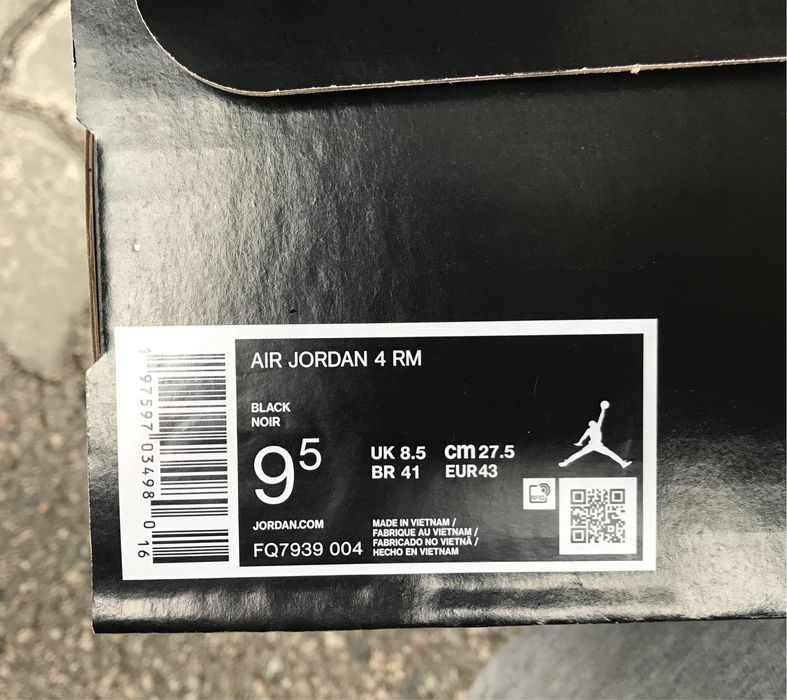 AIR JORDAN 4 RM
BLACK
NOIR
9 5
UK 8.5 cm 27.5
BR 41 EUR 43
JORDAN.COM
FQ7939 004
MADE IN VIETNAM /
FABRIQUE AU VIETNAM /
FABRICADO NO VIETNÃ /
HECHO EN VIETNAM
RFID
1 97597 03498 0 16